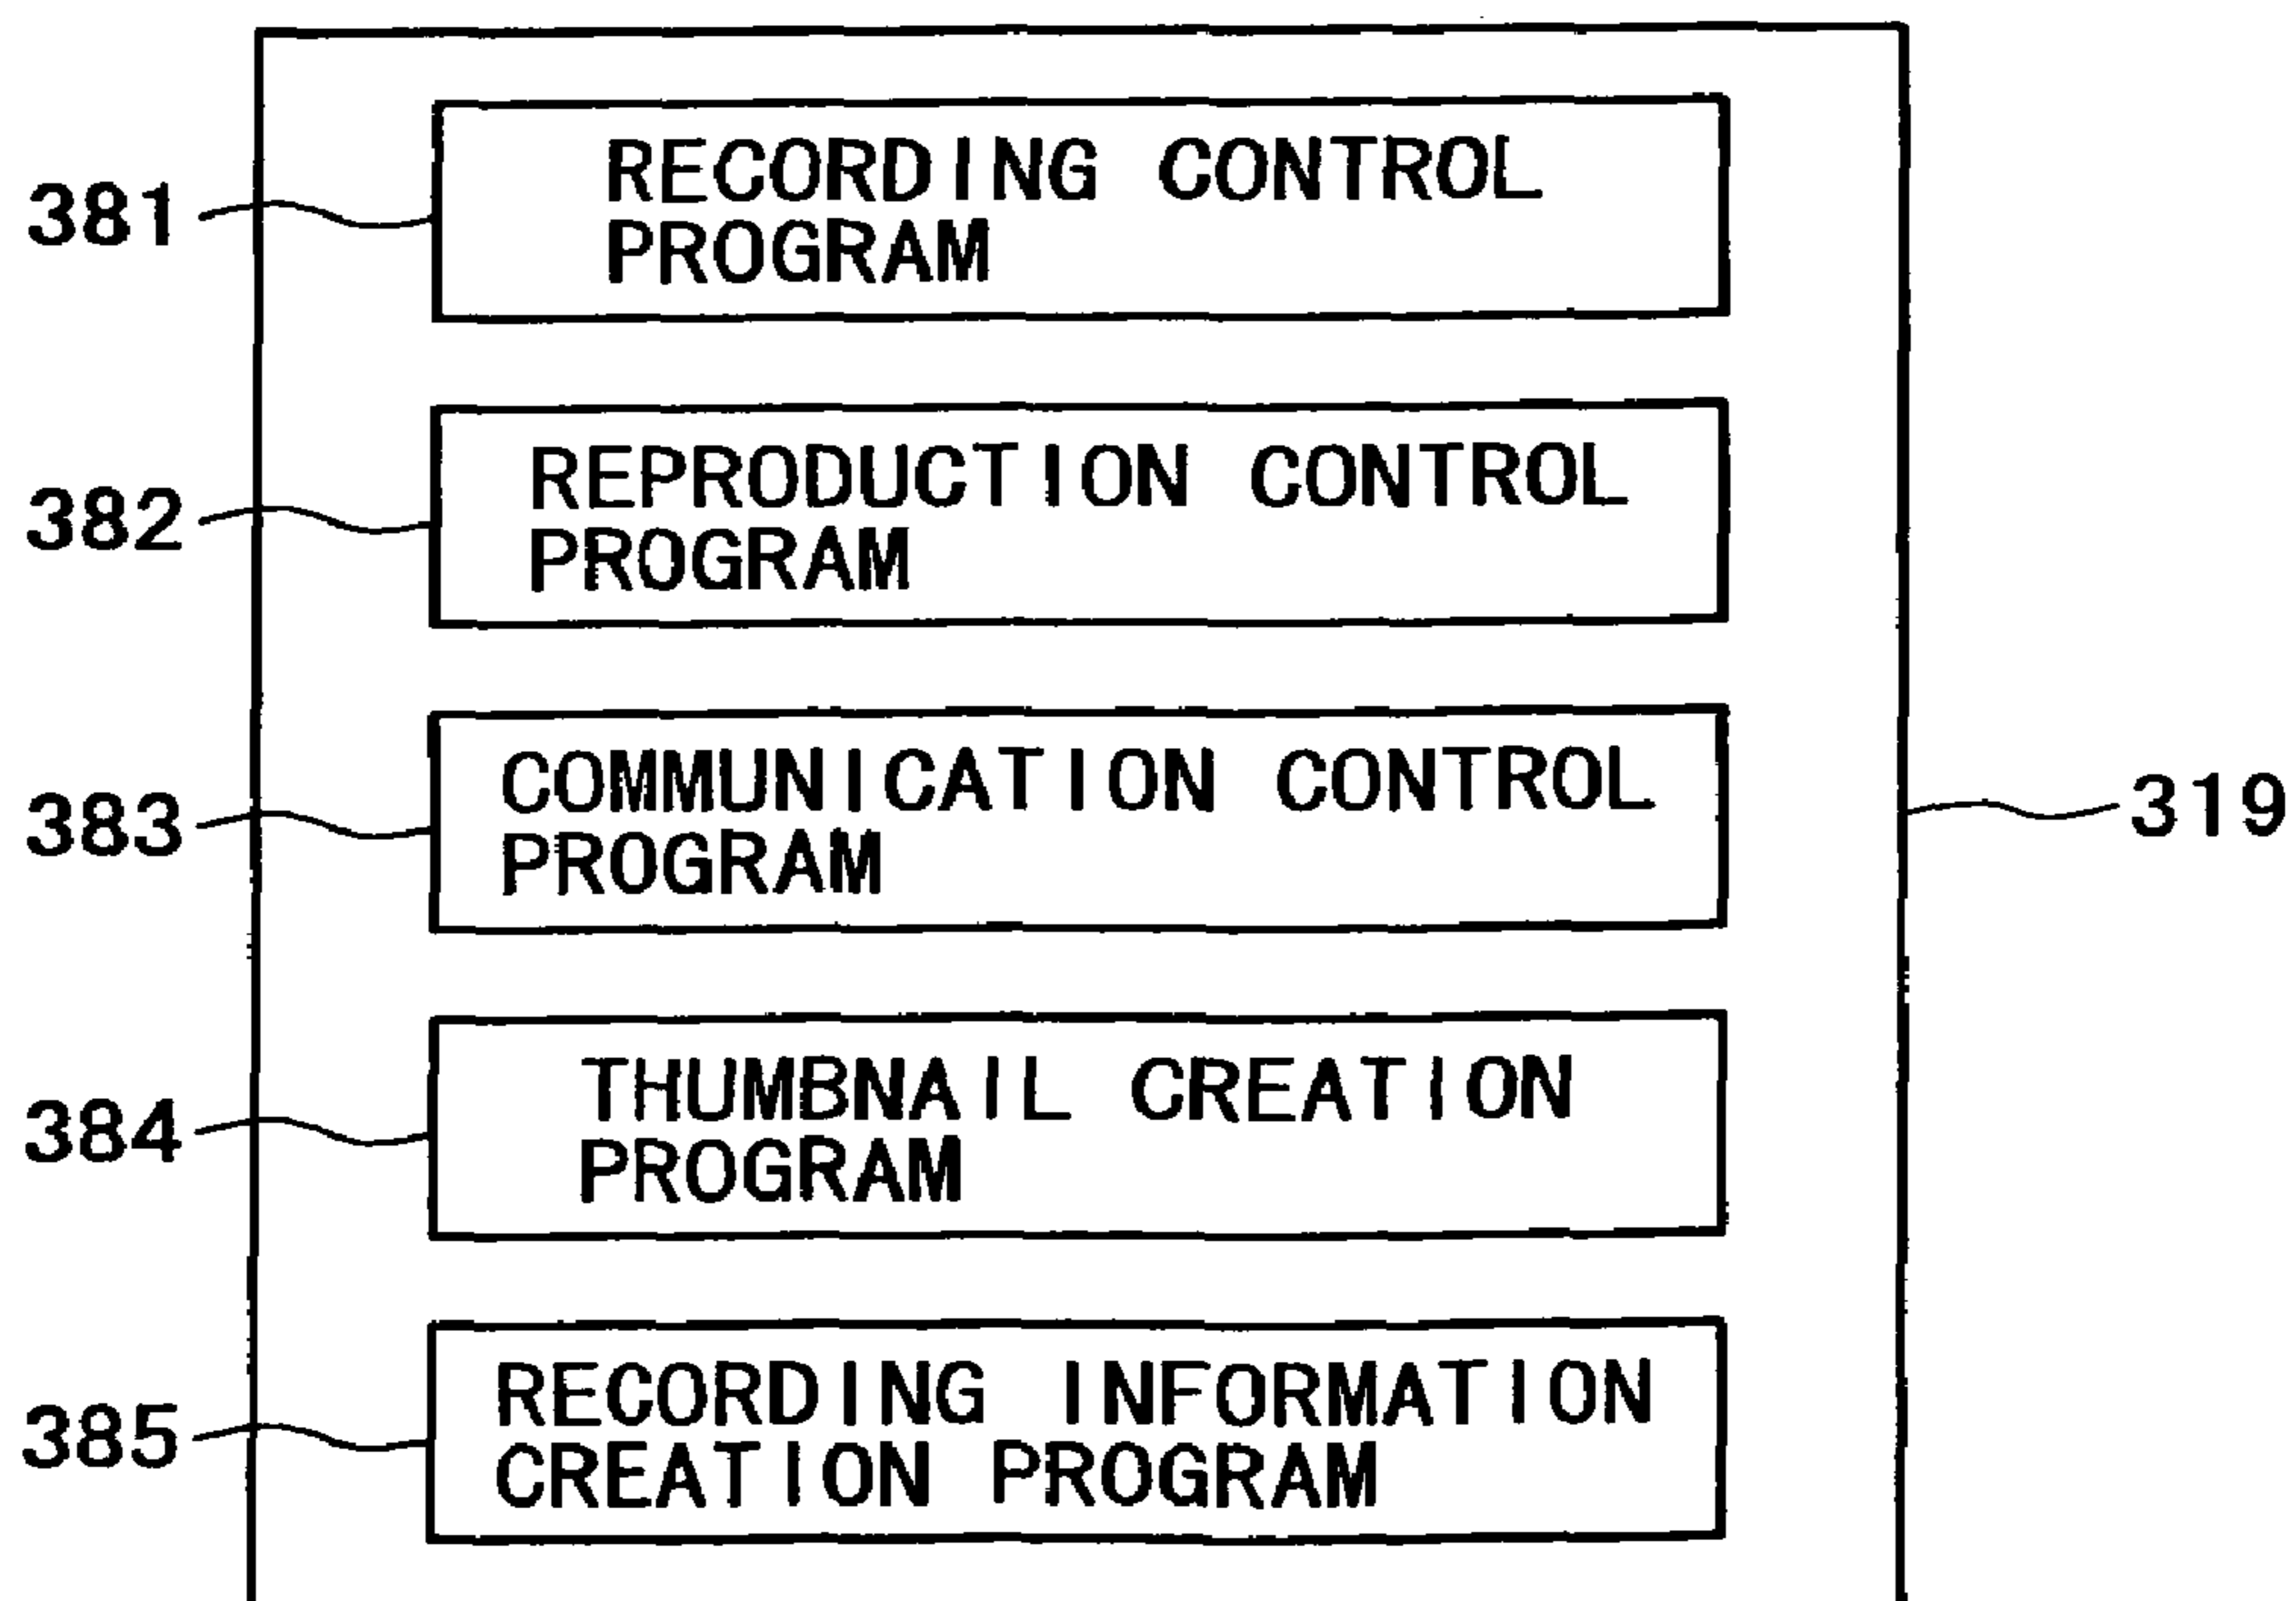 381
RECORDING CONTROL
PROGRAM
382
REPRODUCTION CONTROL
PROGRAM
383
COMMUNICATION CONTROL
PROGRAM
319
384
THUMBNAIL CREATION
PROGRAM
385
RECORDING INFORMATION
CREATION PROGRAM